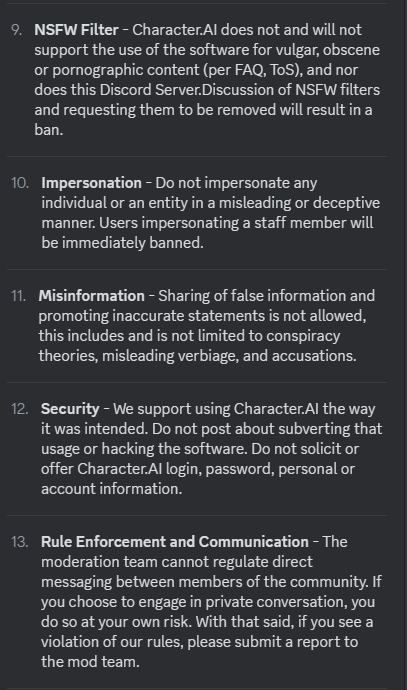 9. NSFW Filter - Character.AI does not and will not
support the use of the software for vulgar, obscene
or pornographic content (per FAQ, ToS), and nor
does this Discord Server.Discussion of NSFW filters
and requesting them to be removed will result in a
ban.
10. Impersonation - Do not impersonate any
individual or an entity in a misleading or deceptive
manner. Users impersonating a staff member will
be immediately banned.
11. Misinformation - Sharing of false information and
promoting inaccurate statements is not allowed,
this includes and is not limited to conspiracy
theories, misleading verbiage, and accusations.
12. Security - We support using Character.AI the way
it was intended. Do not post about subverting that
usage or hacking the software. Do not solicit or
offer Character.AI login, password, personal or
account information.
13. Rule Enforcement and Communication - The
moderation team cannot regulate direct
messaging between members of the community. If
you choose to engage in private conversation, you
do so at your own risk. With that said, if you see a
violation of our rules, please submit a report to
the mod team.